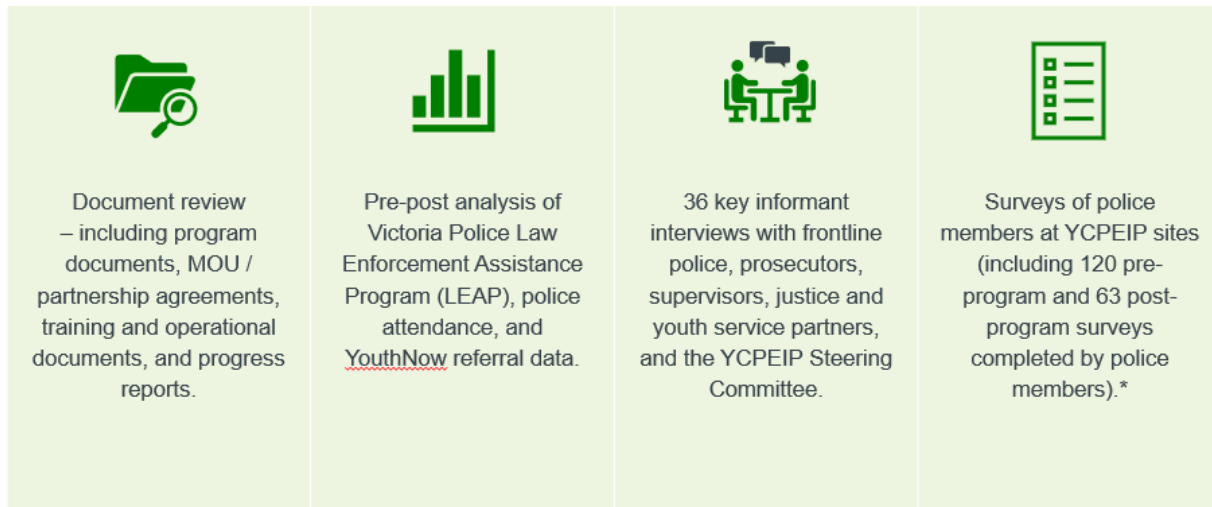 Document review
– including program
documents, MOU /
partnership agreements,
training and operational
documents, and progress
reports.
Pre-post analysis of
Victoria Police Law
Enforcement Assistance
Program (LEAP), police
attendance, and
YouthNow referral data.
36 key informant
interviews with frontline
police, prosecutors,
supervisors, justice and
youth service partners,
and the YCPEIP Steering
Committee.
Surveys of police
members at YCPEIP sites
(including 120 pre-
program and 63 post-
program surveys
completed by police
members).*